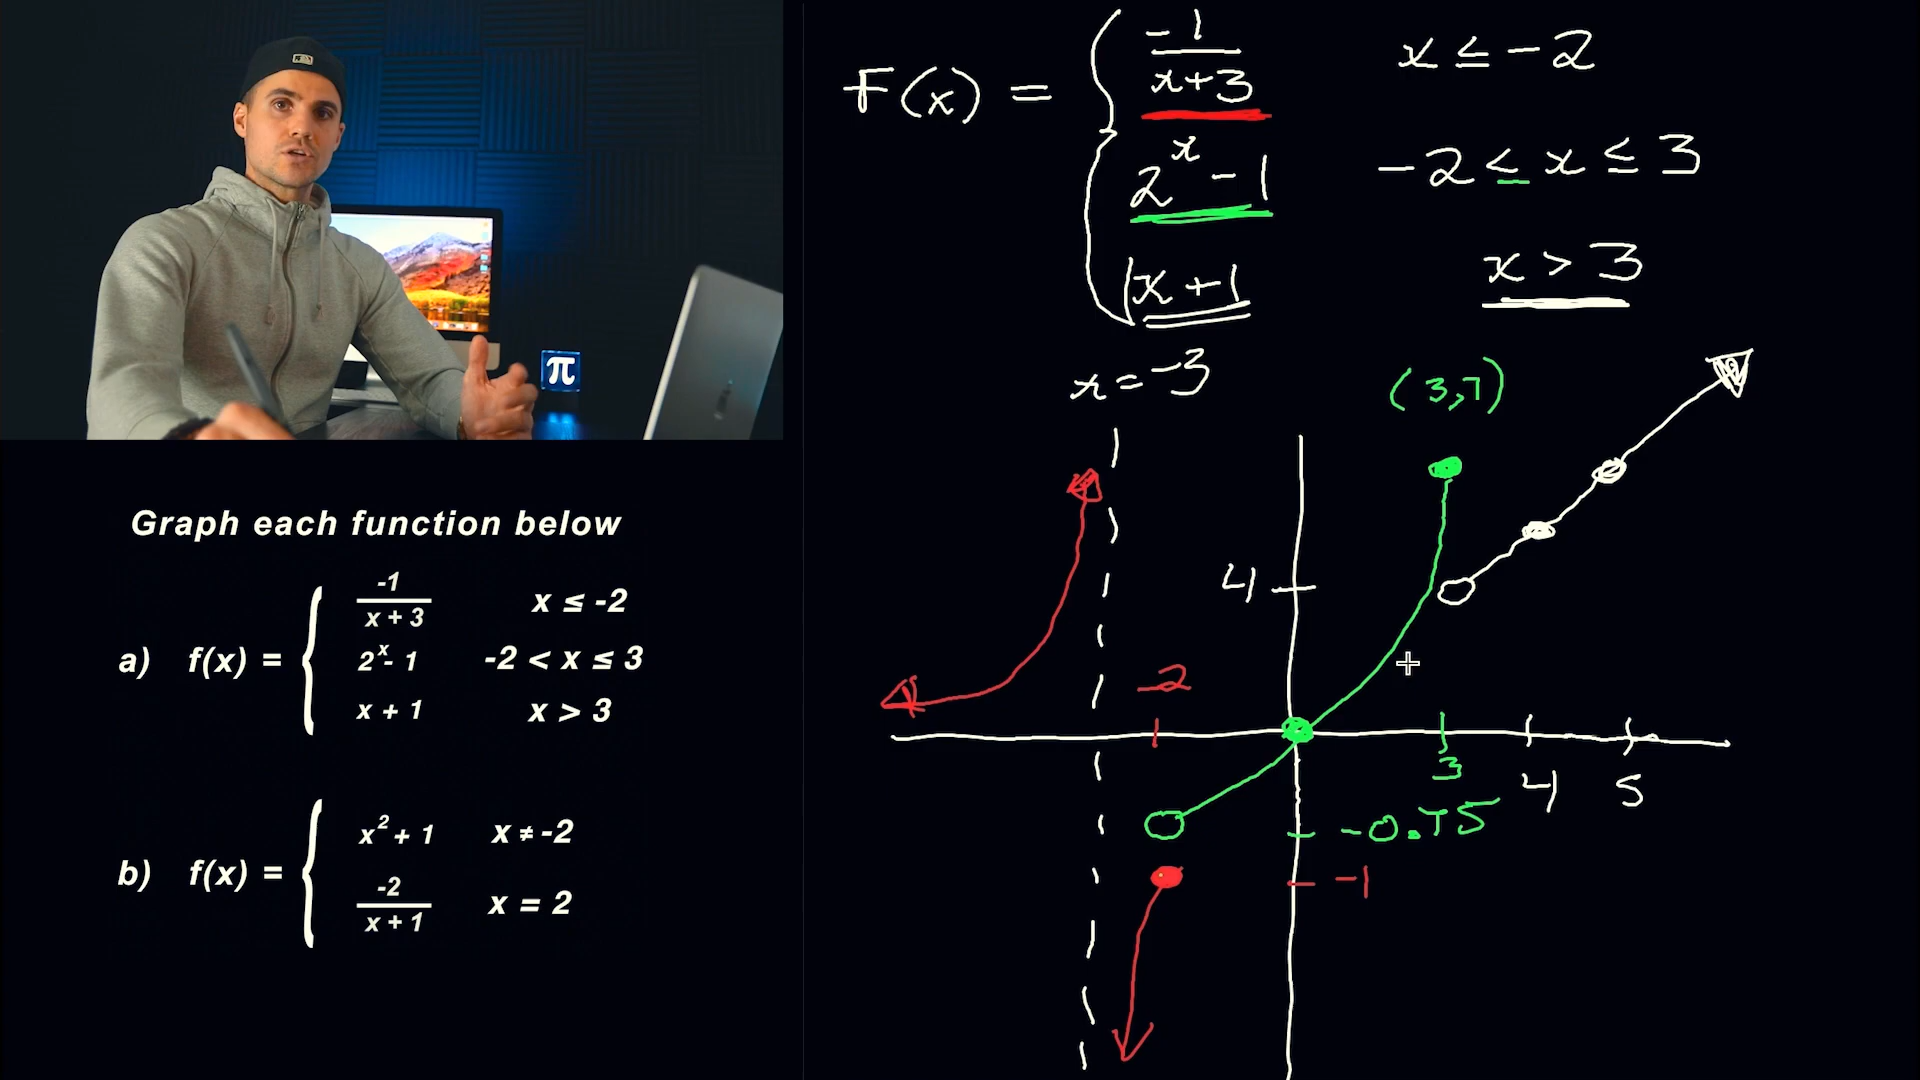 π
Graph each function below
a) f(x) = { -1/(x + 3) x ≤ -2
2^x - 1 -2 < x ≤ 3
x + 1 x > 3
b) f(x) = { x² + 1 x ≠ -2
-2/(x + 1) x = 2
F(x) = { -1/(x+3) x ≤ -2
2^x - 1 -2 ≤ x ≤ 3
x + 1 x > 3
x = -3
(3,7)
4
-2
3
4
5
-0.75
-1